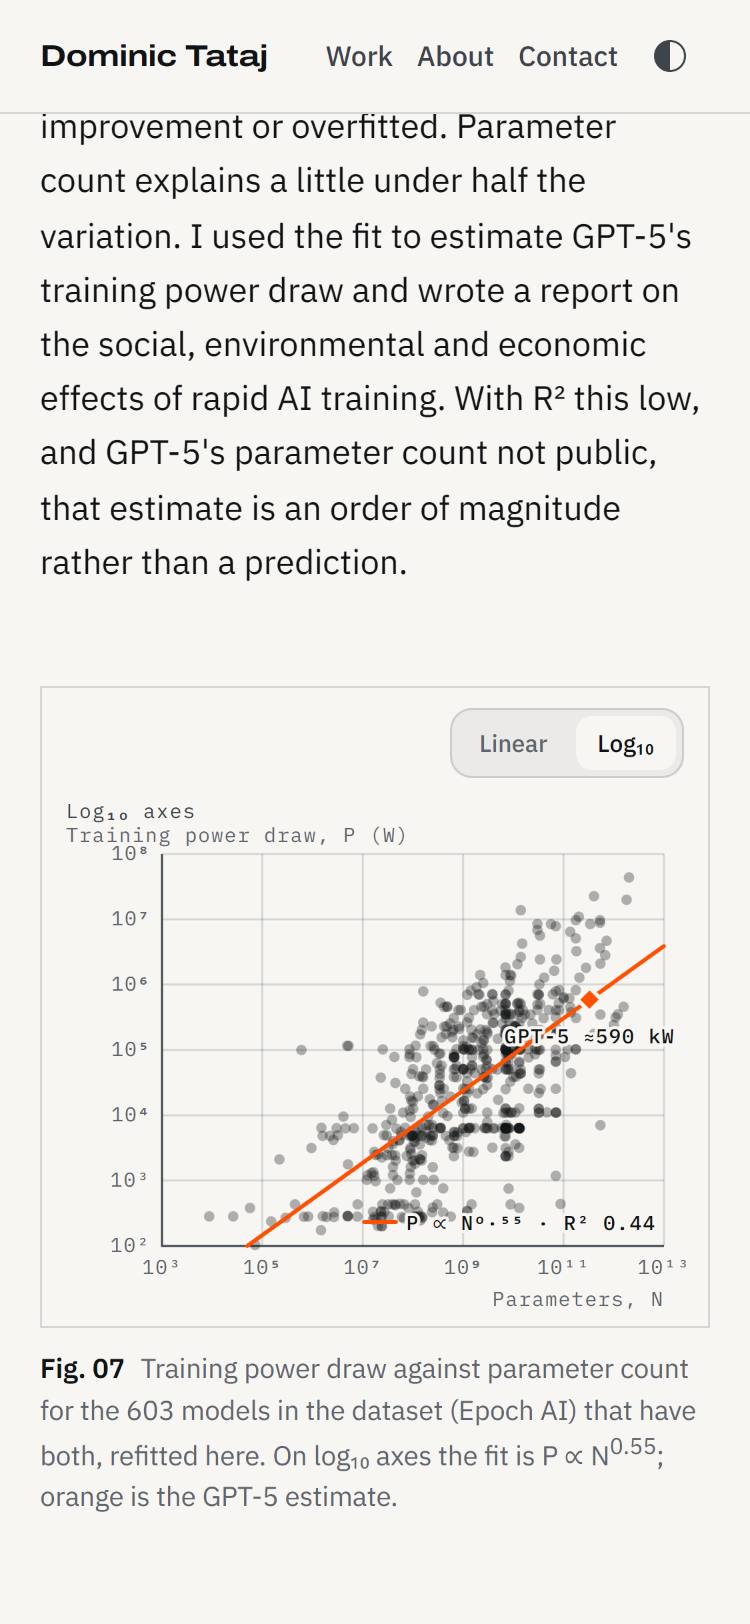 Dominic Tataj
Work About Contact
improvement or overfitted. Parameter
count explains a little under half the
variation. I used the fit to estimate GPT-5's
training power draw and wrote a report on
the social, environmental and economic
effects of rapid AI training. With R² this low,
and GPT-5's parameter count not public,
that estimate is an order of magnitude
rather than a prediction.
Linear Log₁₀
Log₁₀ axes
Training power draw, P (W)
10⁸
10⁷
10⁶
GPT-5 ≈590 kW
10⁵
10⁴
10³
P ∝ N⁰·⁵⁵ · R² 0.44
10²
10³ 10⁵ 10⁷ 10⁹ 10¹¹ 10¹³
Parameters, N
Fig. 07 Training power draw against parameter count
for the 603 models in the dataset (Epoch AI) that have
both, refitted here. On log₁₀ axes the fit is P ∝ N⁰·⁵⁵;
orange is the GPT-5 estimate.